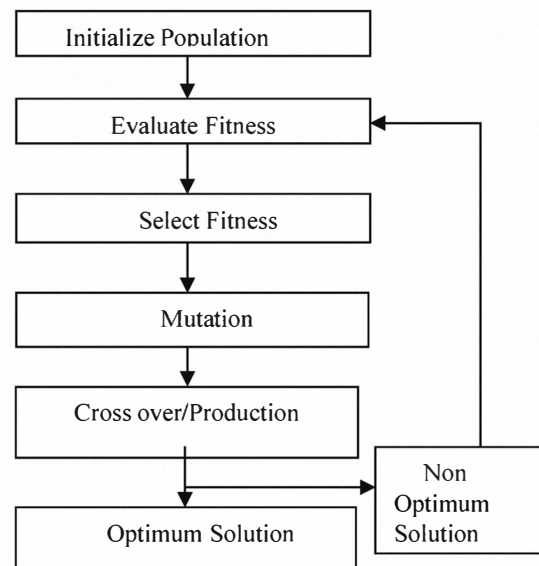 Initialize Population
Evaluate Fitness
Select Fitness
Mutation
Cross over/Production
Non
Optimum
Solution
Optimum Solution